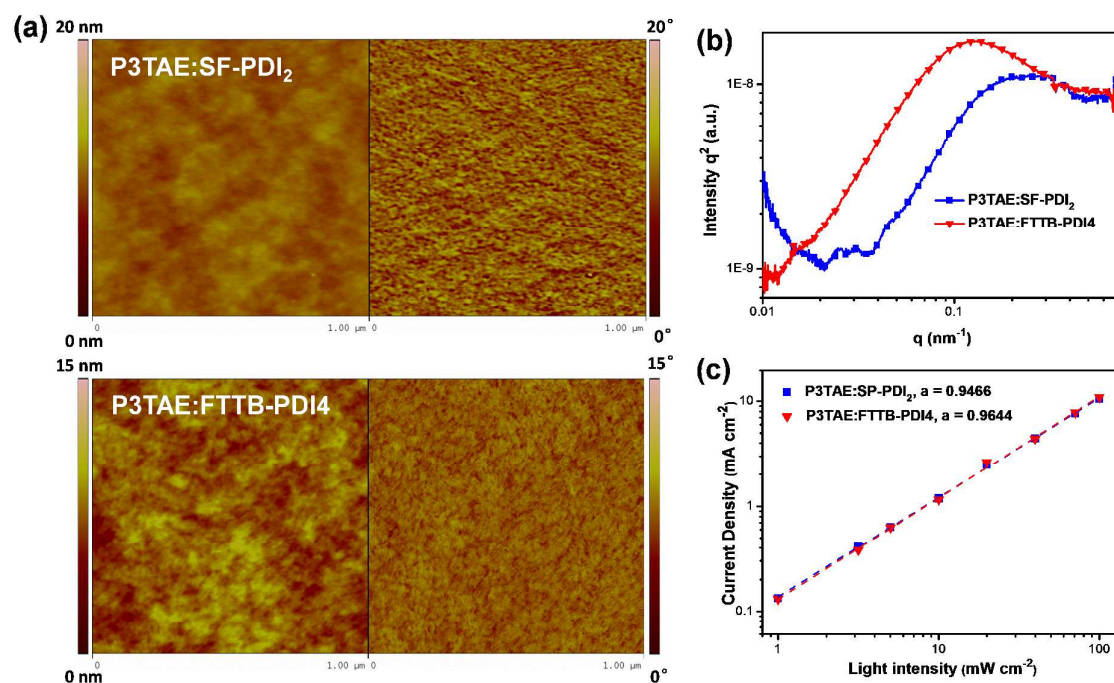 (a)
20 nm
20°
P3TAE:SF-PDI₂
0
1.00 µm
0
1.00 µm
0 nm
0°
15 nm
15°
P3TAE:FTTB-PDI4
0
1.00 µm
0
1.00 µm
0 nm
0°
(b)
Intensity q² (a.u.)
1E-8
1E-9
P3TAE:SF-PDI₂
P3TAE:FTTB-PDI4
0.01
0.1
q (nm⁻¹)
(c)
Current Density (mA cm⁻²)
10
1
0.1
P3TAE:SP-PDI₂, a = 0.9466
P3TAE:FTTB-PDI4, a = 0.9644
1
10
100
Light intensity (mW cm⁻²)